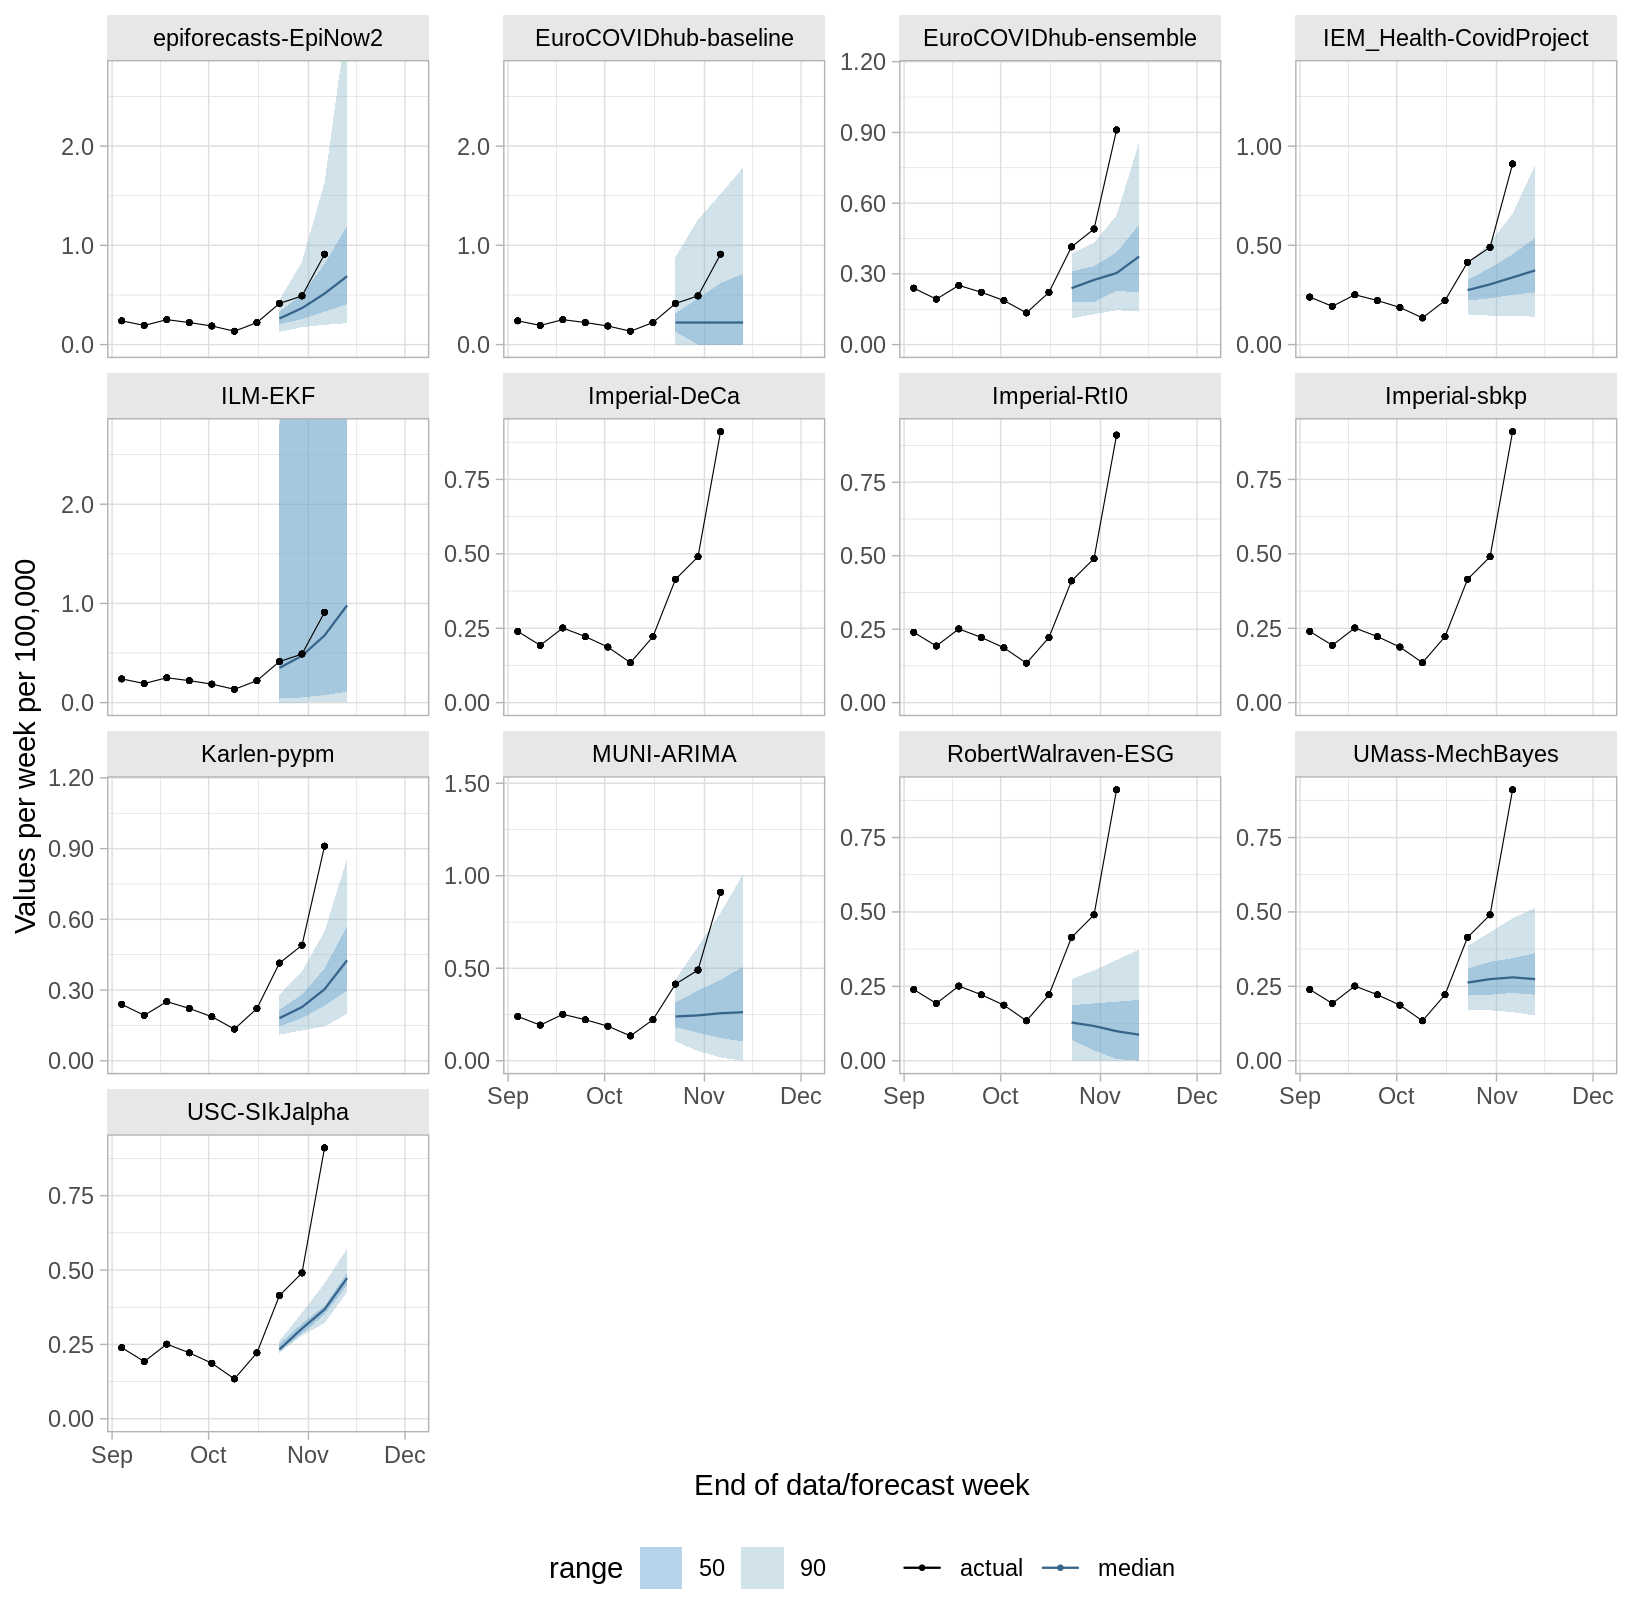 epiforecasts-EpiNow2 EuroCOVIDhub-baseline EuroCOVIDhub-ensemble IEM_Health-CovidProject
2.0 1.0 0.0
2.0 1.0 0.0
1.20 0.90 0.60 0.30 0.00
1.00 0.50 0.00
ILM-EKF Imperial-DeCa Imperial-RtI0 Imperial-sbkp
2.0 1.0 0.0
0.75 0.50 0.25 0.00
0.75 0.50 0.25 0.00
0.75 0.50 0.25 0.00
Values per week per 100,000
Karlen-pypm MUNI-ARIMA RobertWalraven-ESG UMass-MechBayes
1.20 0.90 0.60 0.30 0.00
1.50 1.00 0.50 0.00
0.75 0.50 0.25 0.00
0.75 0.50 0.25 0.00
Sep Oct Nov Dec Sep Oct Nov Dec Sep Oct Nov Dec
USC-SIkJalpha
0.75 0.50 0.25 0.00
Sep Oct Nov Dec
End of data/forecast week
range 50 90 actual median